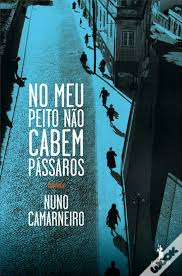 NO MEU
PEITO NÃO
CABEM
PÁSSAROS
NUNO
CAMARNEIRO